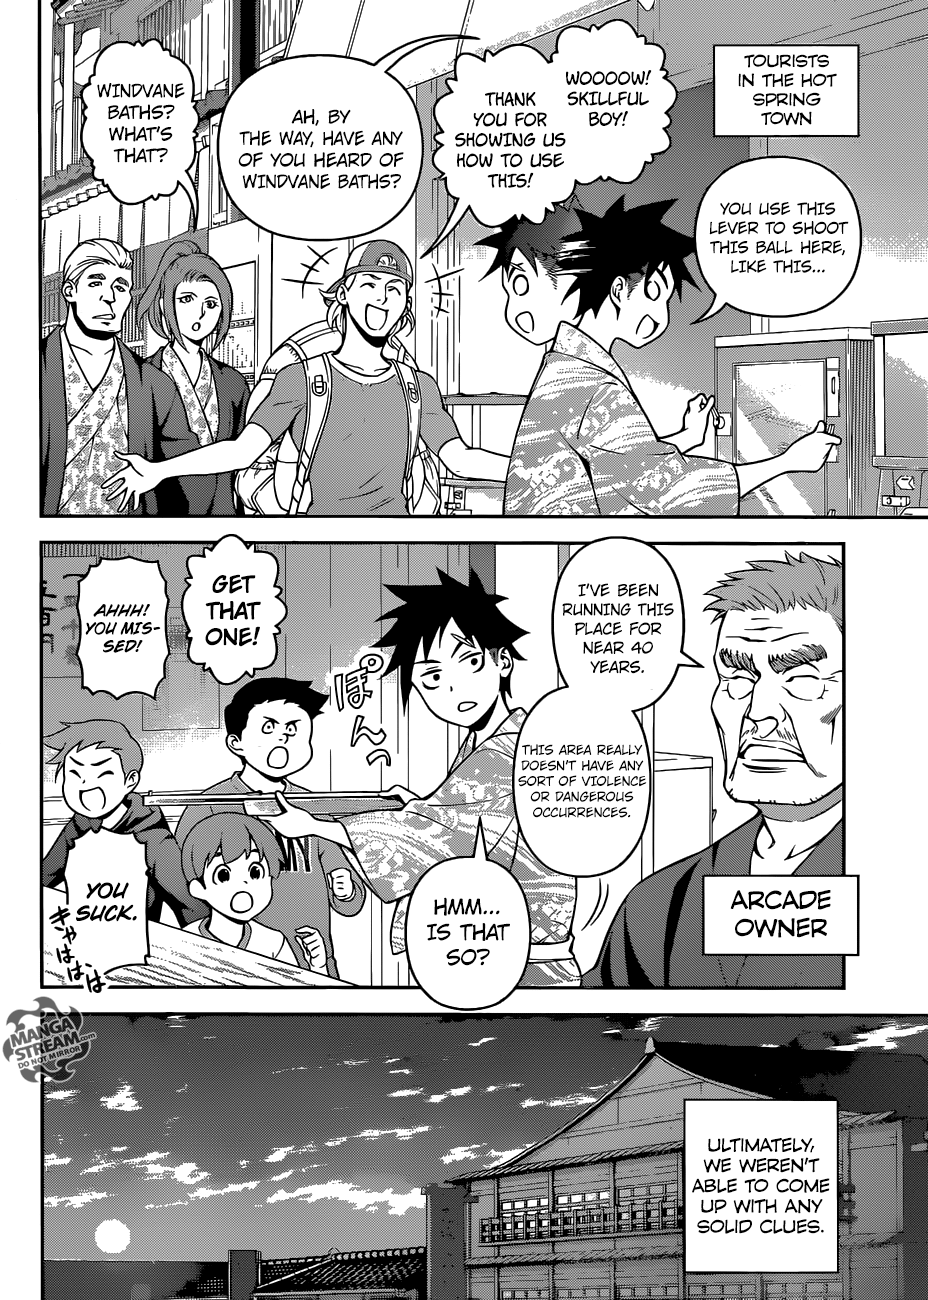 TOURISTS
IN THE HOT
SPRING
TOWN
YOU USE THIS
LEVER TO SHOOT
THIS BALL HERE,
LIKE THIS...
WOOOOW!
SKILLFUL
BOY!
THANK
YOU FOR
SHOWING US
HOW TO USE
THIS!
AH, BY
THE WAY, HAVE ANY
OF YOU HEARD OF
WINDVANE BATHS?
WINDVANE
BATHS?
WHAT'S
THAT?
I'VE BEEN
RUNNING THIS
PLACE FOR
NEAR 40
YEARS.
THIS AREA REALLY
DOESN'T HAVE ANY
SORT OF VIOLENCE
OR DANGEROUS
OCCURRENCES.
ARCADE
OWNER
HMM...
IS THAT
SO?
ぽんっ
GET
THAT
ONE!
AHHH!
YOU MIS-
SED!
YOU
SUCK.
きゃはははは
MANGA
STREAM.com
DO NOT MIRROR
ULTIMATELY,
WE WEREN'T
ABLE TO COME
UP WITH ANY
SOLID CLUES.